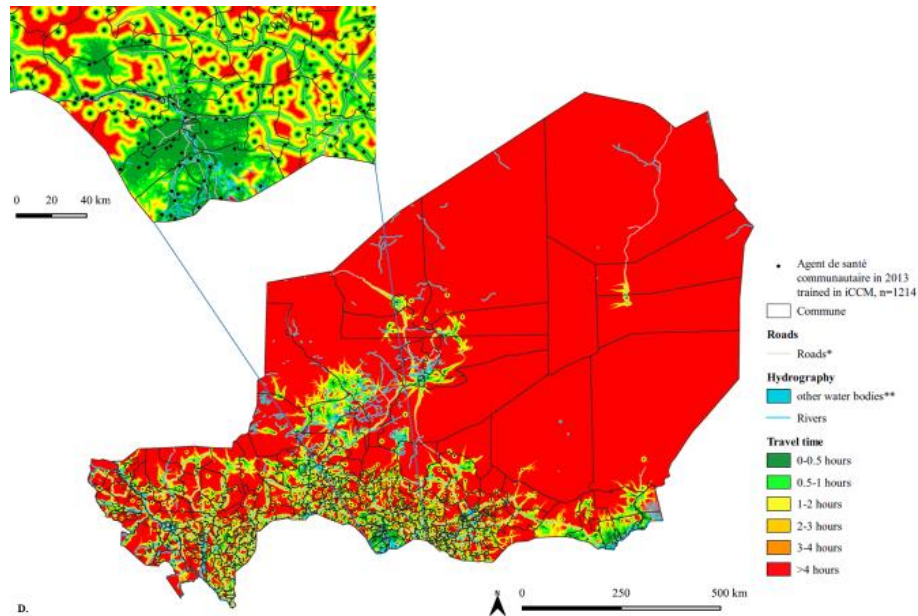 0 20 40 km
Agent de santé
communautaire in 2013
trained in iCCM, n=1214
Commune
Roads
Roads*
Hydrography
other water bodies**
Rivers
Travel time
0-0.5 hours
0.5-1 hours
1-2 hours
2-3 hours
3-4 hours
>4 hours
D.
N
0 250 500 km